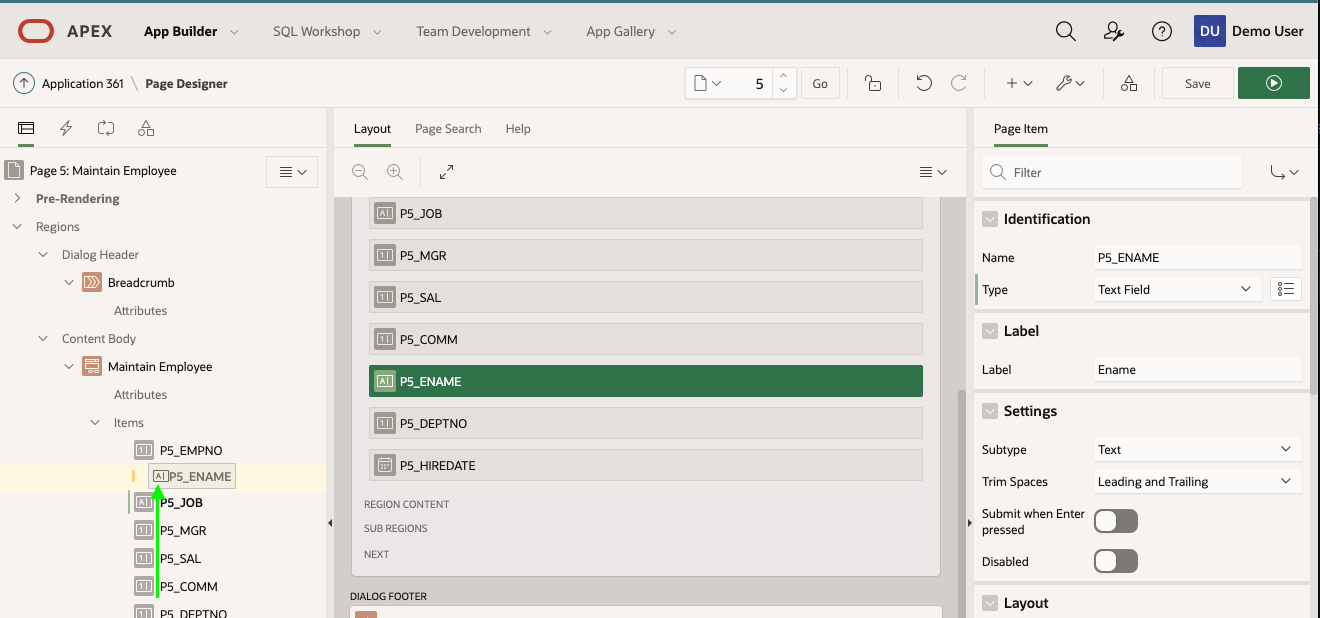 APEX App Builder SQL Workshop Team Development App Gallery DU Demo User
Application 361 \ Page Designer 5 Go Save
Layout Page Search Help
Page Item
Page 5: Maintain Employee
Pre-Rendering
Regions
Dialog Header
Breadcrumb
Attributes
Content Body
Maintain Employee
Attributes
Items
P5_EMPNO
P5_ENAME
P5_JOB
P5_MGR
P5_SAL
P5_COMM
P5_DEPTNO
P5_JOB
P5_MGR
P5_SAL
P5_COMM
P5_ENAME
P5_DEPTNO
P5_HIREDATE
REGION CONTENT
SUB REGIONS
NEXT
DIALOG FOOTER
Filter
Identification
Name P5_ENAME
Type Text Field
Label
Label Ename
Settings
Subtype Text
Trim Spaces Leading and Trailing
Submit when Enter
pressed
Disabled
Layout